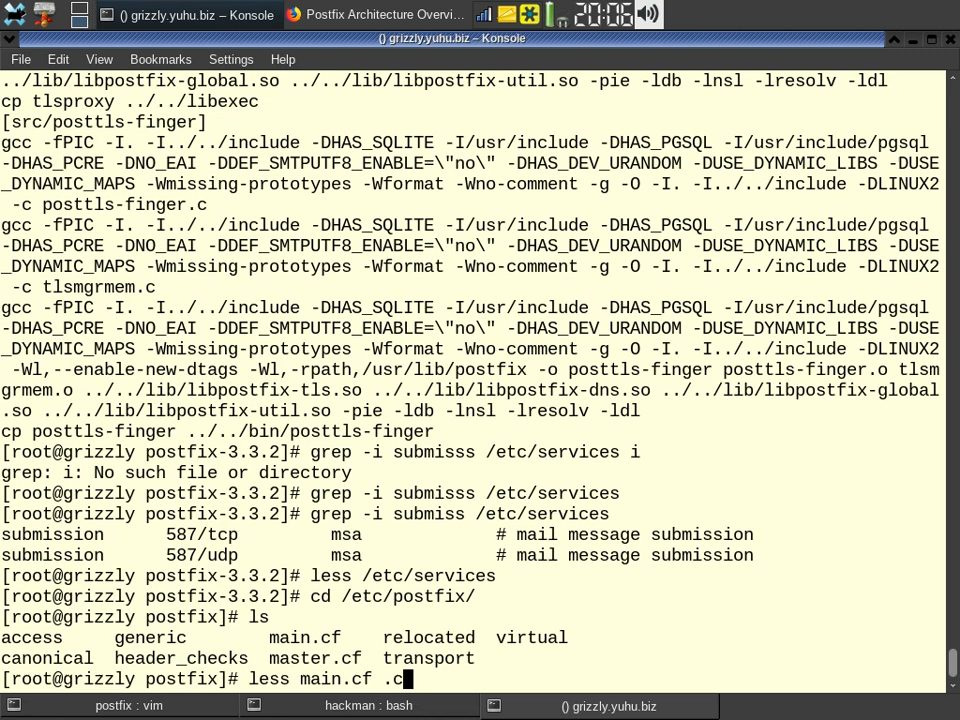 () grizzly.yuhu.biz – Konsole
Postfix Architecture Overvi...
20:06
() grizzly.yuhu.biz – Konsole
File Edit View Bookmarks Settings Help
../lib/libpostfix-global.so ../../lib/libpostfix-util.so -pie -ldb -lnsl -lresolv -ldl
cp tlsproxy ../../libexec
[src/posttls-finger]
gcc -fPIC -I. -I../../include -DHAS_SQLITE -I/usr/include -DHAS_PGSQL -I/usr/include/pgsql
-DHAS_PCRE -DNO_EAI -DDEF_SMTPUTF8_ENABLE=\"no\" -DHAS_DEV_URANDOM -DUSE_DYNAMIC_LIBS -DUSE
_DYNAMIC_MAPS -Wmissing-prototypes -Wformat -Wno-comment -g -O -I. -I../../include -DLINUX2
-c posttls-finger.c
gcc -fPIC -I. -I../../include -DHAS_SQLITE -I/usr/include -DHAS_PGSQL -I/usr/include/pgsql
-DHAS_PCRE -DNO_EAI -DDEF_SMTPUTF8_ENABLE=\"no\" -DHAS_DEV_URANDOM -DUSE_DYNAMIC_LIBS -DUSE
_DYNAMIC_MAPS -Wmissing-prototypes -Wformat -Wno-comment -g -O -I. -I../../include -DLINUX2
-c tlsmgrmem.c
gcc -fPIC -I. -I../../include -DHAS_SQLITE -I/usr/include -DHAS_PGSQL -I/usr/include/pgsql
-DHAS_PCRE -DNO_EAI -DDEF_SMTPUTF8_ENABLE=\"no\" -DHAS_DEV_URANDOM -DUSE_DYNAMIC_LIBS -DUSE
_DYNAMIC_MAPS -Wmissing-prototypes -Wformat -Wno-comment -g -O -I. -I../../include -DLINUX2
-Wl,--enable-new-dtags -Wl,-rpath,/usr/lib/postfix -o posttls-finger posttls-finger.o tlsm
grmem.o ../../lib/libpostfix-tls.so ../../lib/libpostfix-dns.so ../../lib/libpostfix-global
.so ../../lib/libpostfix-util.so -pie -ldb -lnsl -lresolv -ldl
cp posttls-finger ../../bin/posttls-finger
[root@grizzly postfix-3.3.2]# grep -i submisss /etc/services i
grep: i: No such file or directory
[root@grizzly postfix-3.3.2]# grep -i submisss /etc/services
[root@grizzly postfix-3.3.2]# grep -i submiss /etc/services
submission 587/tcp msa # mail message submission
submission 587/udp msa # mail message submission
[root@grizzly postfix-3.3.2]# less /etc/services
[root@grizzly postfix-3.3.2]# cd /etc/postfix/
[root@grizzly postfix]# ls
access generic main.cf relocated virtual
canonical header_checks master.cf transport
[root@grizzly postfix]# less main.cf .c
postfix : vim
hackman : bash
() grizzly.yuhu.biz